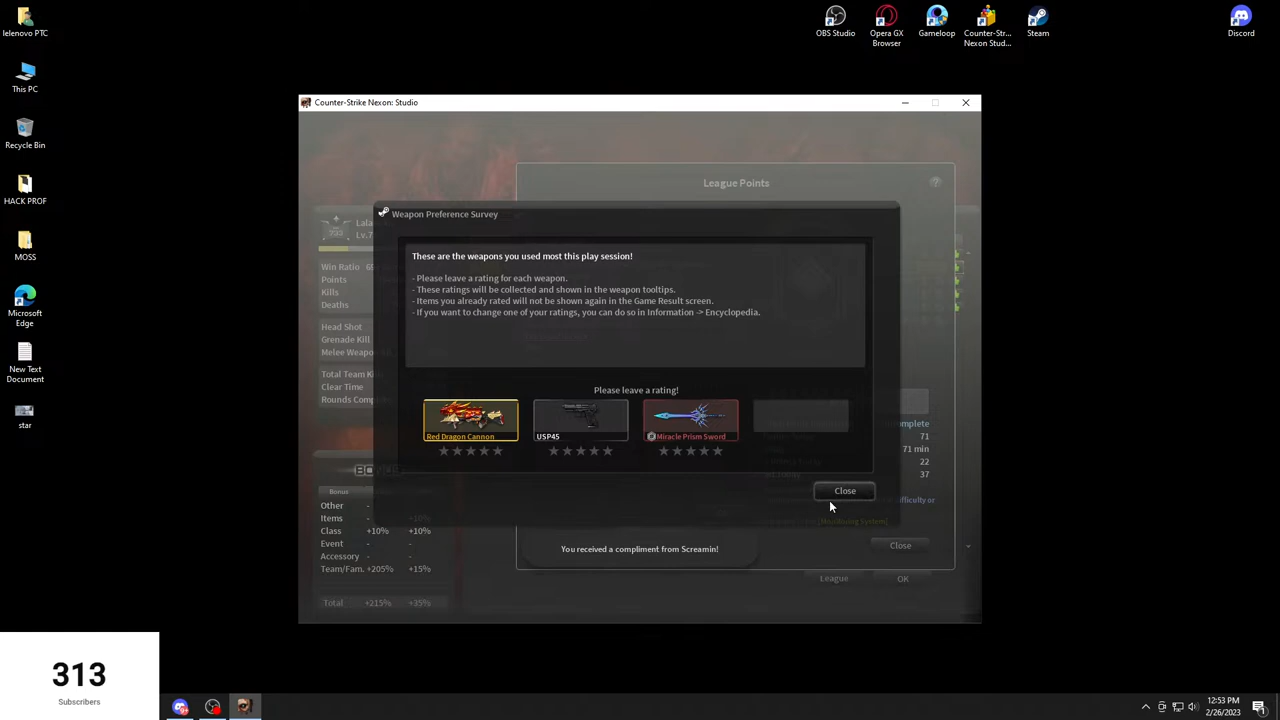 lelenovo PTC
This PC
Recycle Bin
HACK PROF
MOSS
Microsoft
Edge
New Text
Document
star
OBS Studio
Opera GX
Browser
Gameloop
Counter-Str...
Nexon Stud...
Steam
Discord
Counter-Strike Nexon: Studio
League Points
?
Weapon Preference Survey
These are the weapons you used most this play session!
- Please leave a rating for each weapon.
- These ratings will be collected and shown in the weapon tooltips.
- Items you already rated will not be shown again in the Game Result screen.
- If you want to change one of your ratings, you can do so in Information -> Encyclopedia.
Please leave a rating!
Red Dragon Cannon
USP45
Miracle Prism Sword
Close
Win Ratio
Points
Kills
Deaths
Head Shot
Grenade Kill
Melee Weapon
Total Team
Clear Time
Rounds
71
71 min
22
37
Bonus
Other -
Items - +10%
Class +10% +10%
Event - -
Accessory - -
Team/Fam. +205% +15%
Total +215% +35%
You received a compliment from Screamin!
Close
League
OK
313
Subscribers
12:53 PM
2/26/2023
1